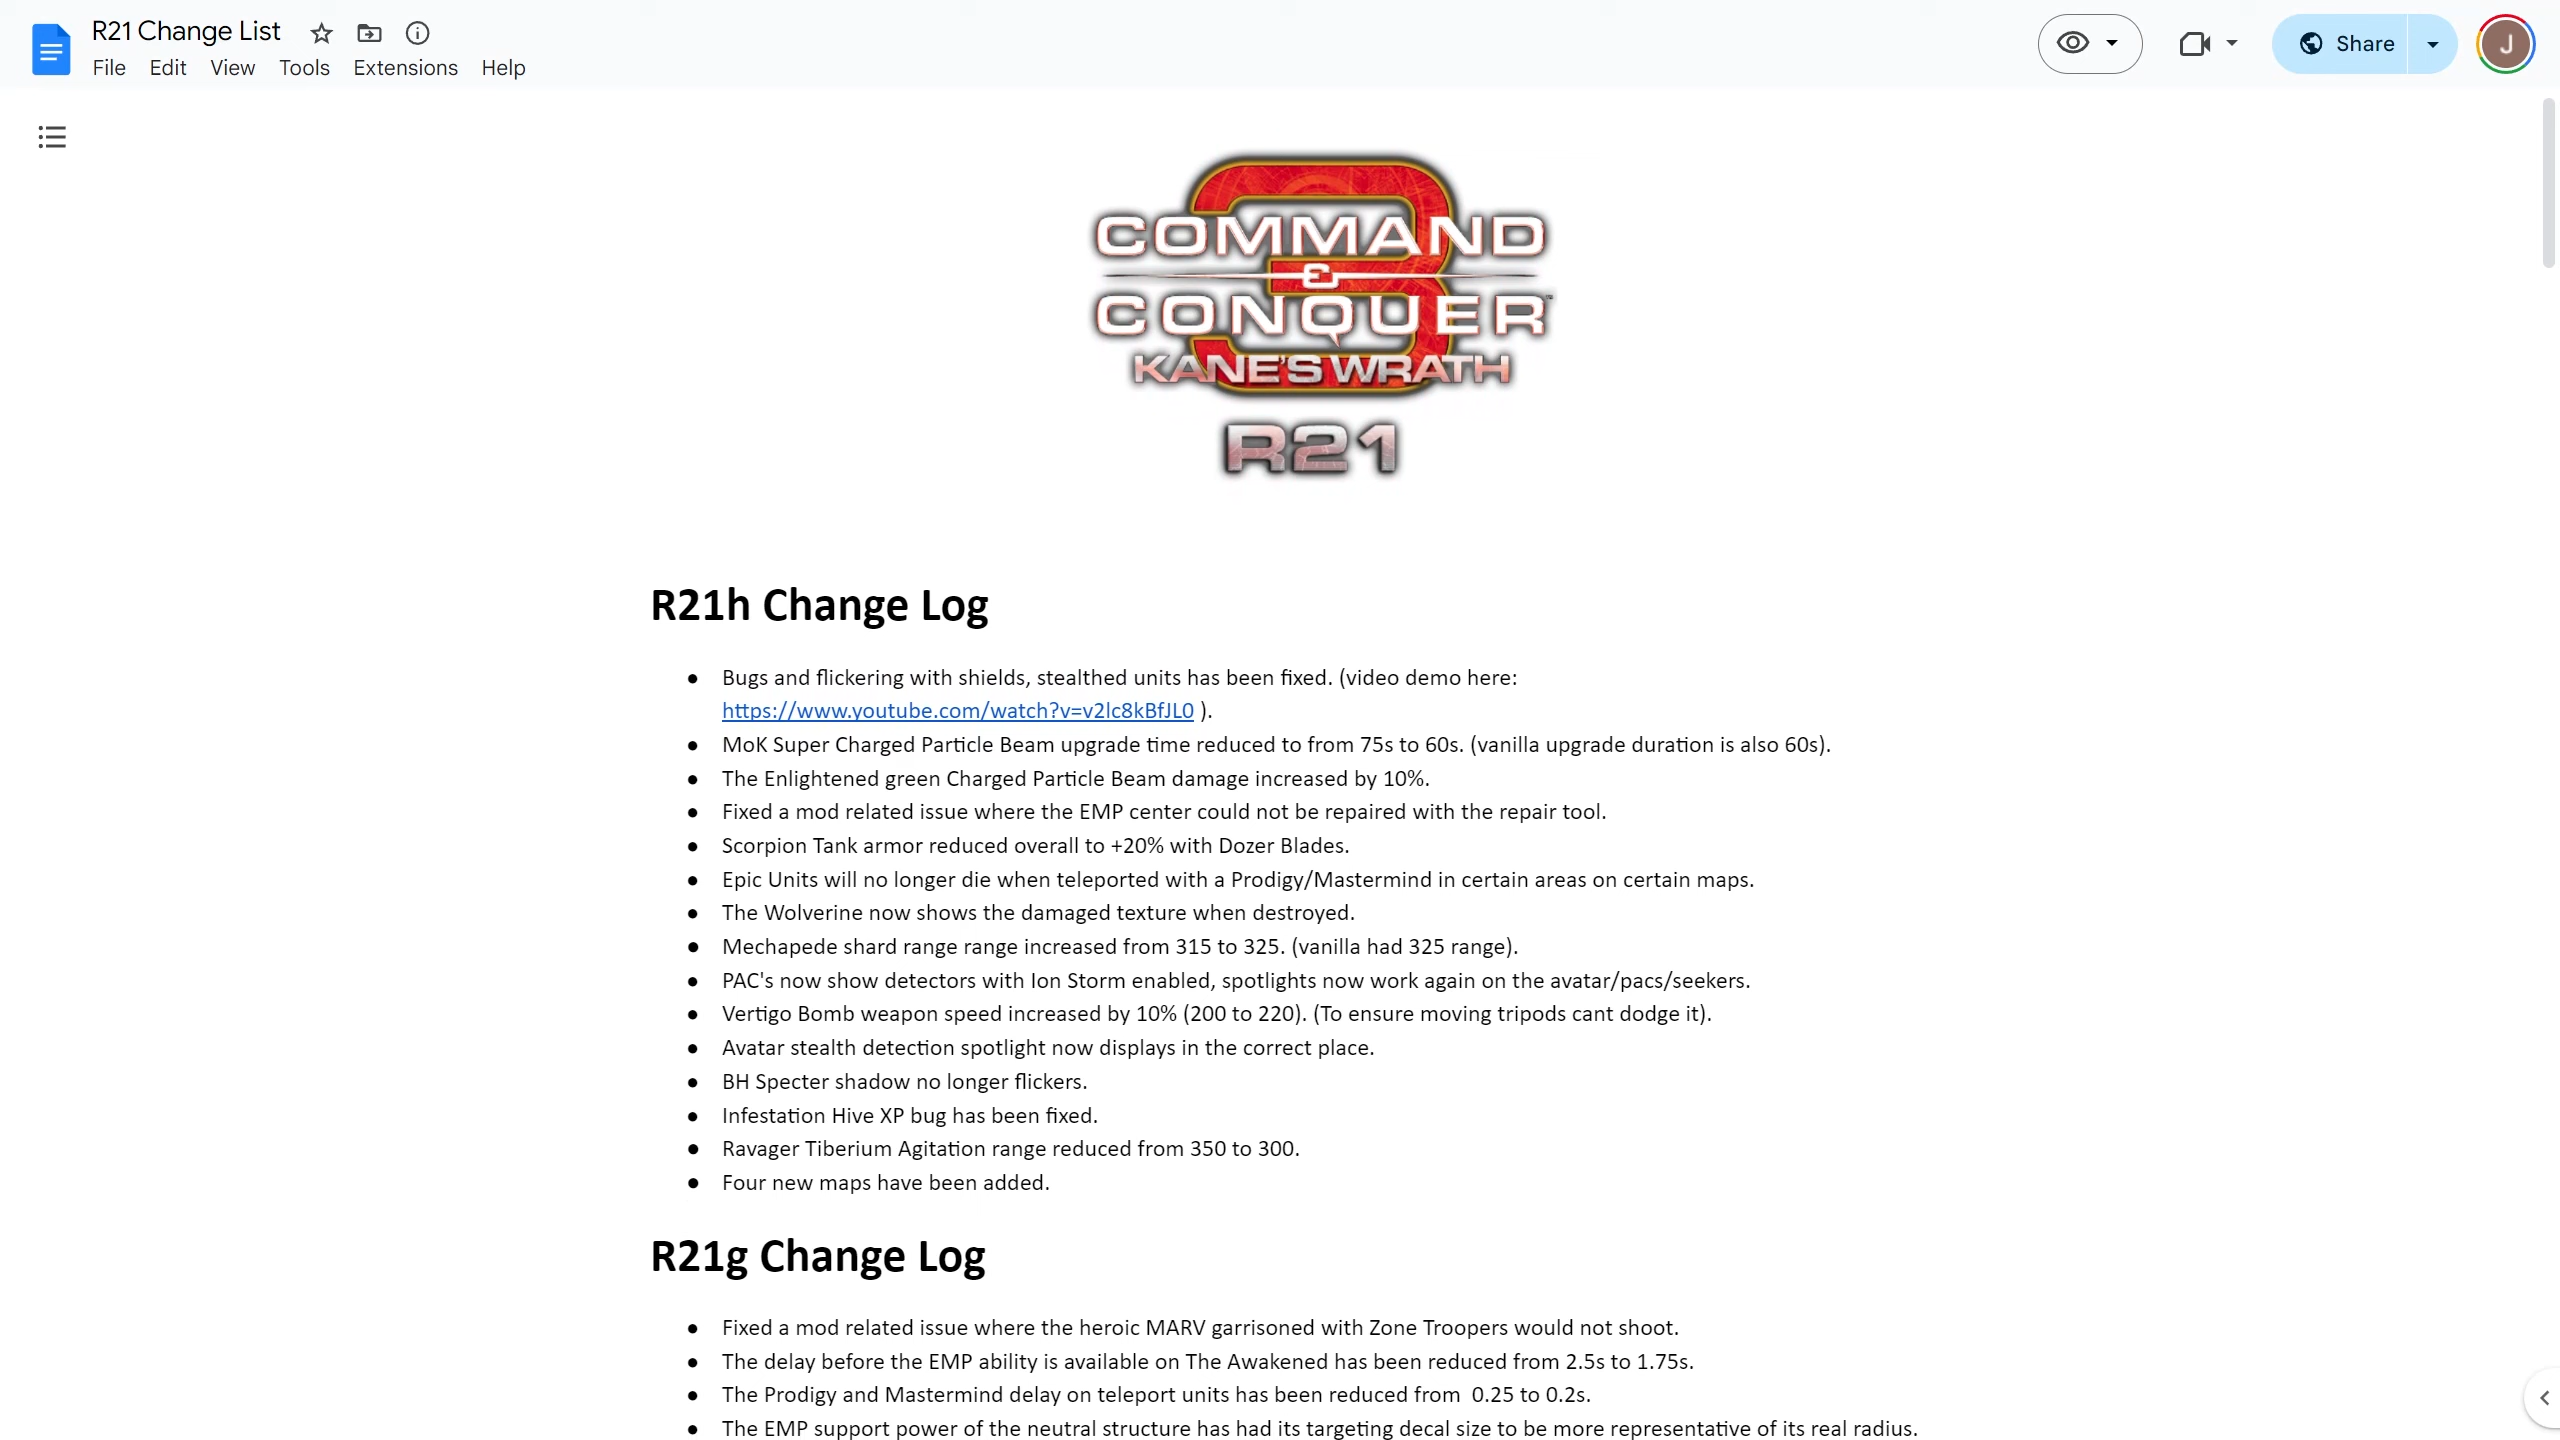 R21 Change List
File Edit View Tools Extensions Help
Share
J
COMMAND
&
CONQUER™
3
KANE'S WRATH
R21
R21h Change Log
● Bugs and flickering with shields, stealthed units has been fixed. (video demo here:
https://www.youtube.com/watch?v=v2lc8kBfJL0 ).
● MoK Super Charged Particle Beam upgrade time reduced to from 75s to 60s. (vanilla upgrade duration is also 60s).
● The Enlightened green Charged Particle Beam damage increased by 10%.
● Fixed a mod related issue where the EMP center could not be repaired with the repair tool.
● Scorpion Tank armor reduced overall to +20% with Dozer Blades.
● Epic Units will no longer die when teleported with a Prodigy/Mastermind in certain areas on certain maps.
● The Wolverine now shows the damaged texture when destroyed.
● Mechapede shard range range increased from 315 to 325. (vanilla had 325 range).
● PAC's now show detectors with Ion Storm enabled, spotlights now work again on the avatar/pacs/seekers.
● Vertigo Bomb weapon speed increased by 10% (200 to 220). (To ensure moving tripods cant dodge it).
● Avatar stealth detection spotlight now displays in the correct place.
● BH Specter shadow no longer flickers.
● Infestation Hive XP bug has been fixed.
● Ravager Tiberium Agitation range reduced from 350 to 300.
● Four new maps have been added.
R21g Change Log
● Fixed a mod related issue where the heroic MARV garrisoned with Zone Troopers would not shoot.
● The delay before the EMP ability is available on The Awakened has been reduced from 2.5s to 1.75s.
● The Prodigy and Mastermind delay on teleport units has been reduced from  0.25 to 0.2s.
● The EMP support power of the neutral structure has had its targeting decal size to be more representative of its real radius.